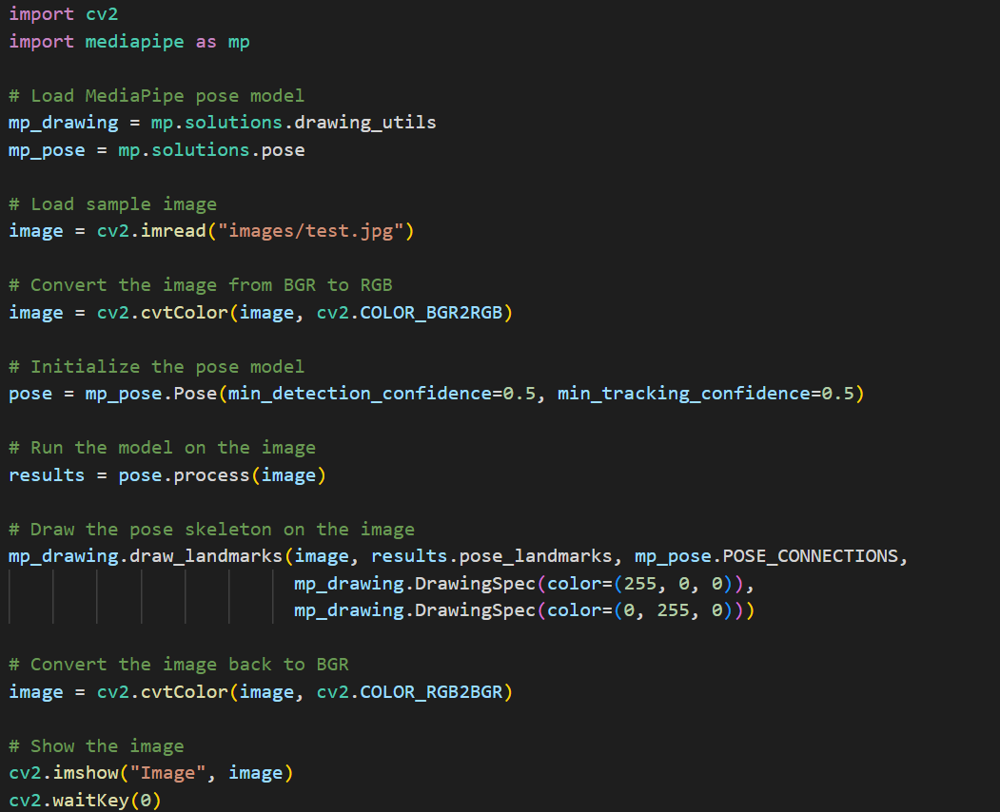 import cv2
import mediapipe as mp
# Load MediaPipe pose model
mp_drawing = mp.solutions.drawing_utils
mp_pose = mp.solutions.pose
# Load sample image
image = cv2.imread("images/test.jpg")
# Convert the image from BGR to RGB
image = cv2.cvtColor(image, cv2.COLOR_BGR2RGB)
# Initialize the pose model
pose = mp_pose.Pose(min_detection_confidence=0.5, min_tracking_confidence=0.5)
# Run the model on the image
results = pose.process(image)
# Draw the pose skeleton on the image
mp_drawing.draw_landmarks(image, results.pose_landmarks, mp_pose.POSE_CONNECTIONS,
mp_drawing.DrawingSpec(color=(255, 0, 0)),
mp_drawing.DrawingSpec(color=(0, 255, 0)))
# Convert the image back to BGR
image = cv2.cvtColor(image, cv2.COLOR_RGB2BGR)
# Show the image
cv2.imshow("Image", image)
cv2.waitKey(0)